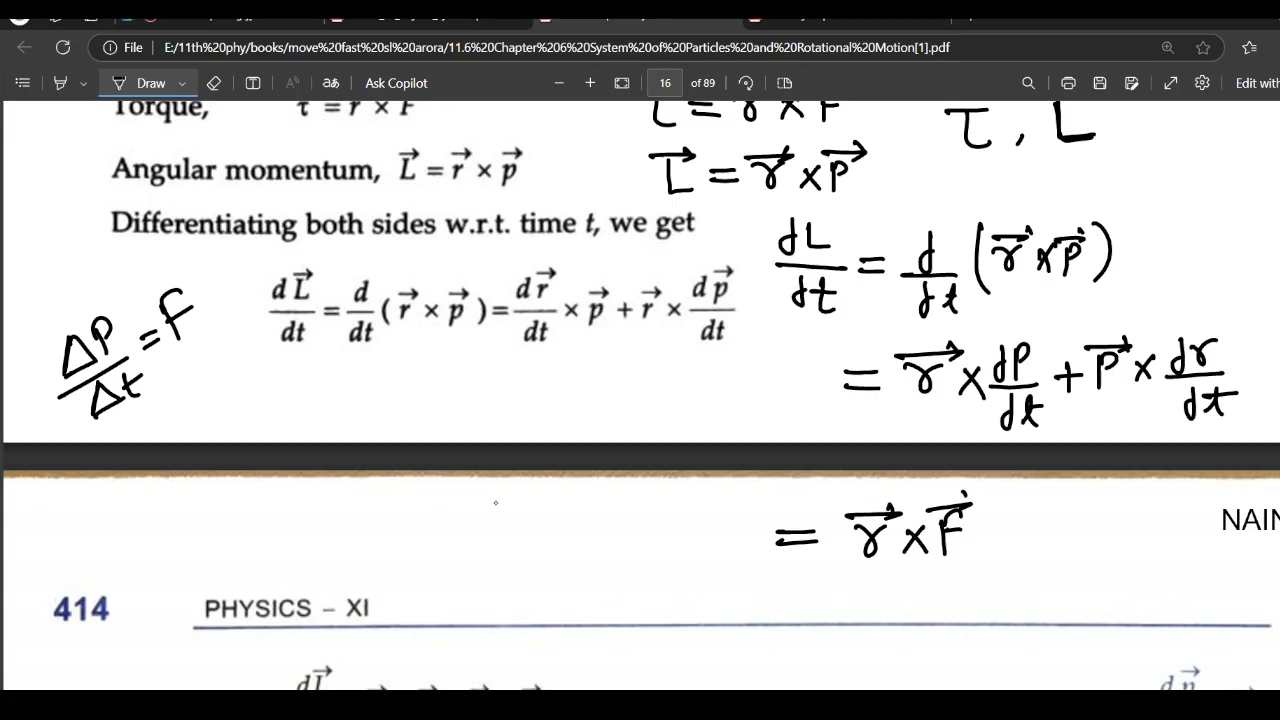 File E:/11th%20phy/books/move%20fast%20sl%20arora/11.6%20Chapter%206%20System%20of%20Particles%20and%20Rotational%20Motion[1].pdf
Draw aあ Ask Copilot 16 of 89 Edit with
Torque, τ = r × F
τ = r × F
τ , L
Angular momentum, L⃗ = r⃗ × p⃗
L⃗ = r⃗ × p⃗
Differentiating both sides w.r.t. time t, we get
dL/dt = d/dt (r⃗ × p⃗)
dL⃗/dt = d/dt (r⃗ × p⃗) = dr⃗/dt × p⃗ + r⃗ × dp⃗/dt
Δp/Δt = F
= r⃗ × dp/dt + p⃗ × dr/dt
= r⃗ × F⃗
NAIN
414 PHYSICS – XI